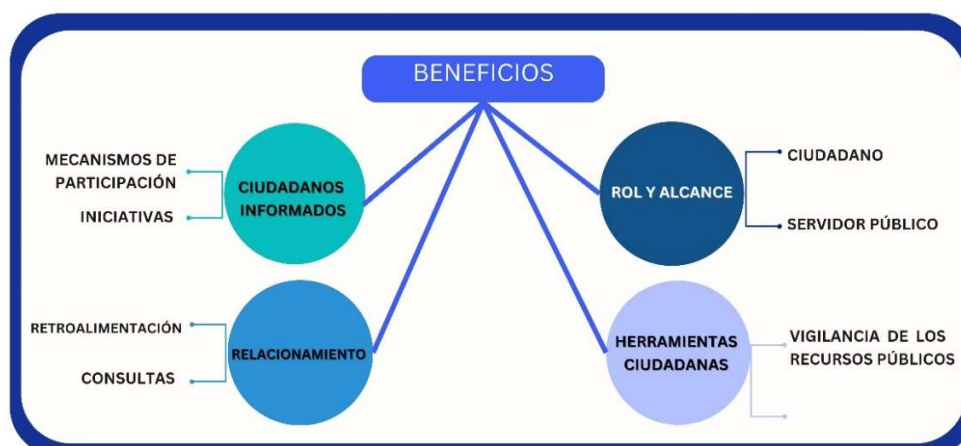 BENEFICIOS
MECANISMOS DE
PARTICIPACIÓN
INICIATIVAS
CIUDADANOS
INFORMADOS
ROL Y ALCANCE
CIUDADANO
SERVIDOR PÚBLICO
RETROALIMENTACIÓN
CONSULTAS
RELACIONAMIENTO
HERRAMIENTAS
CIUDADANAS
VIGILANCIA DE LOS
RECURSOS PÚBLICOS